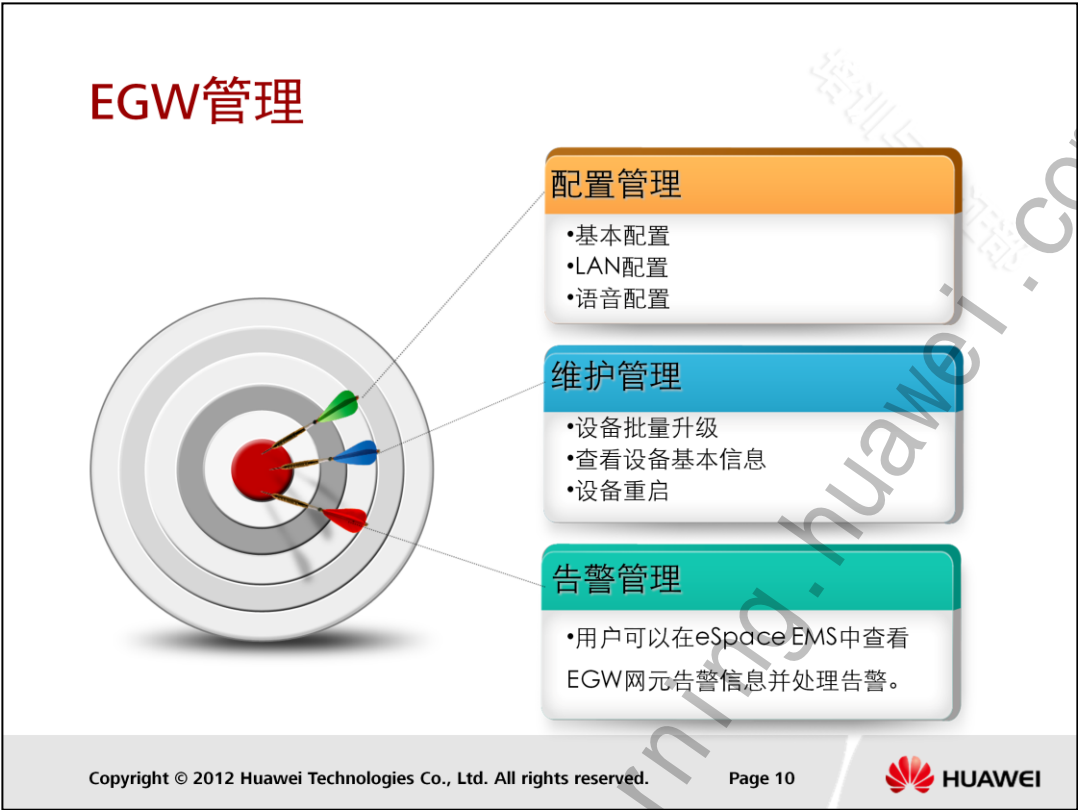 EGW管理
配置管理
•基本配置
•LAN配置
•语音配置
维护管理
•设备批量升级
•查看设备基本信息
•设备重启
告警管理
•用户可以在eSpace EMS中查看
EGW网元告警信息并处理告警。
Copyright © 2012 Huawei Technologies Co., Ltd. All rights reserved.
Page 10
HUAWEI